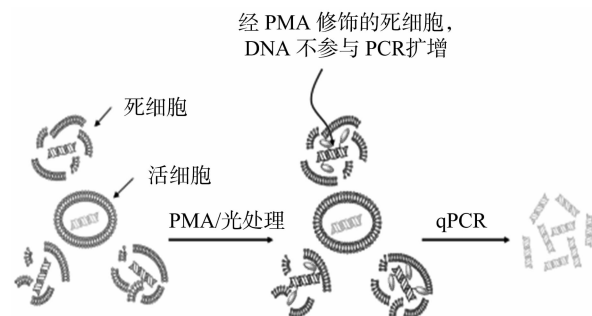 经 PMA 修饰的死细胞，
DNA 不参与 PCR扩增
死细胞
活细胞
PMA/光处理
qPCR